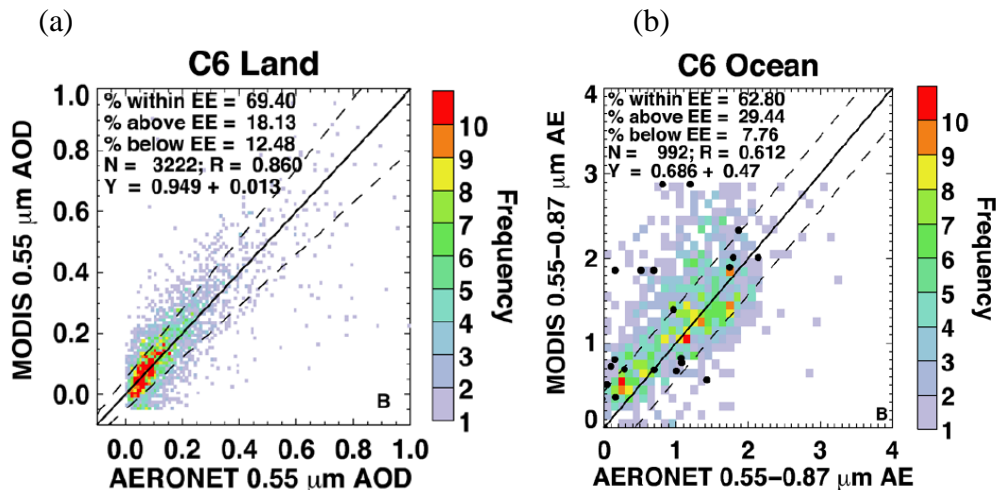 (a)
C6 Land
% within EE = 69.40
% above EE = 18.13
% below EE = 12.48
N = 3222; R = 0.860
Y = 0.949 + 0.013
MODIS 0.55 μm AOD
1.0
0.8
0.6
0.4
0.2
0.0
0.0 0.2 0.4 0.6 0.8 1.0
AERONET 0.55 μm AOD
B
10
9
8
7
6
5
4
3
2
1
Frequency
(b)
C6 Ocean
% within EE = 62.80
% above EE = 29.44
% below EE = 7.76
N = 992; R = 0.612
Y = 0.686 + 0.47
MODIS 0.55–0.87 μm AE
4
3
2
1
0
0 1 2 3 4
AERONET 0.55–0.87 μm AE
B
10
9
8
7
6
5
4
3
2
1
Frequency